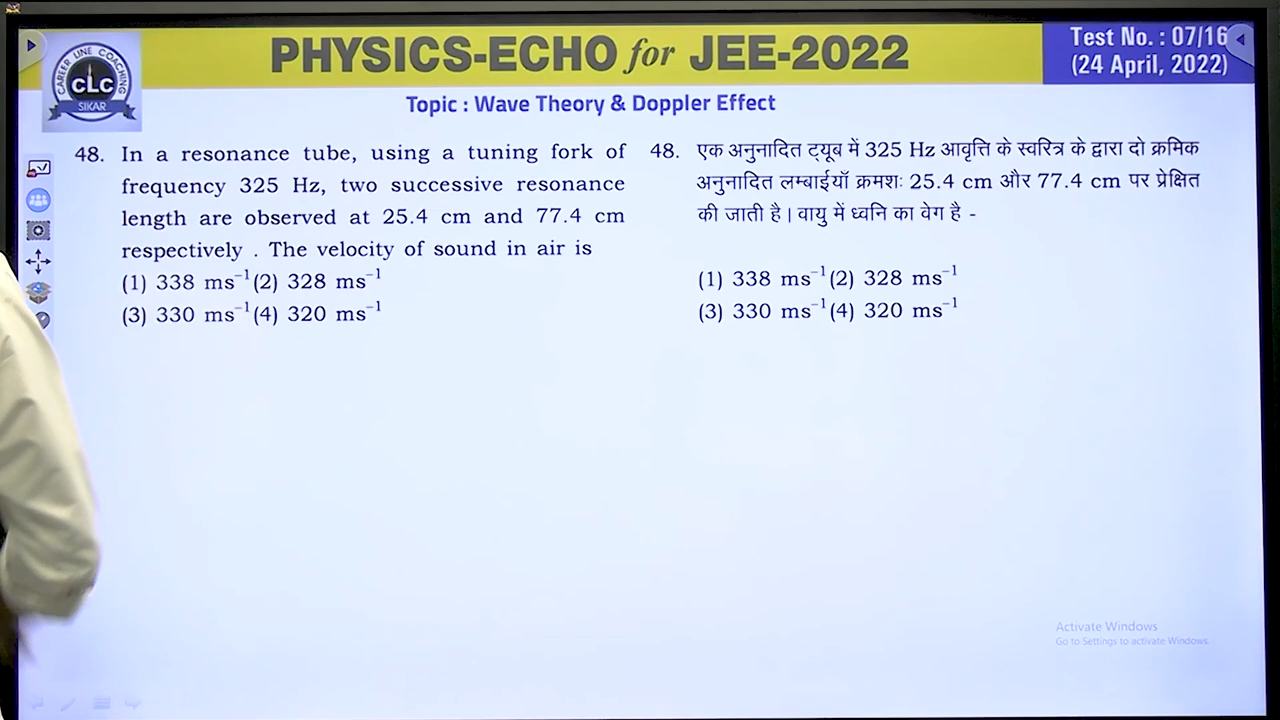 PHYSICS-ECHO for JEE-2022
Test No. : 07/16
(24 April, 2022)
CAREER LINE COACHING
CLC
SIKAR
Topic : Wave Theory & Doppler Effect
48. In a resonance tube, using a tuning fork of
frequency 325 Hz, two successive resonance
length are observed at 25.4 cm and 77.4 cm
respectively . The velocity of sound in air is
(1) 338 ms⁻¹ (2) 328 ms⁻¹
(3) 330 ms⁻¹ (4) 320 ms⁻¹
48. एक अनुनादित ट्यूब में 325 Hz आवृत्ति के स्वरित्र के द्वारा दो क्रमिक
अनुनादित लम्बाईयॉ क्रमशः 25.4 cm और 77.4 cm पर प्रेक्षित
की जाती है। वायु में ध्वनि का वेग है -
(1) 338 ms⁻¹ (2) 328 ms⁻¹
(3) 330 ms⁻¹ (4) 320 ms⁻¹
Activate Windows
Go to Settings to activate Windows.